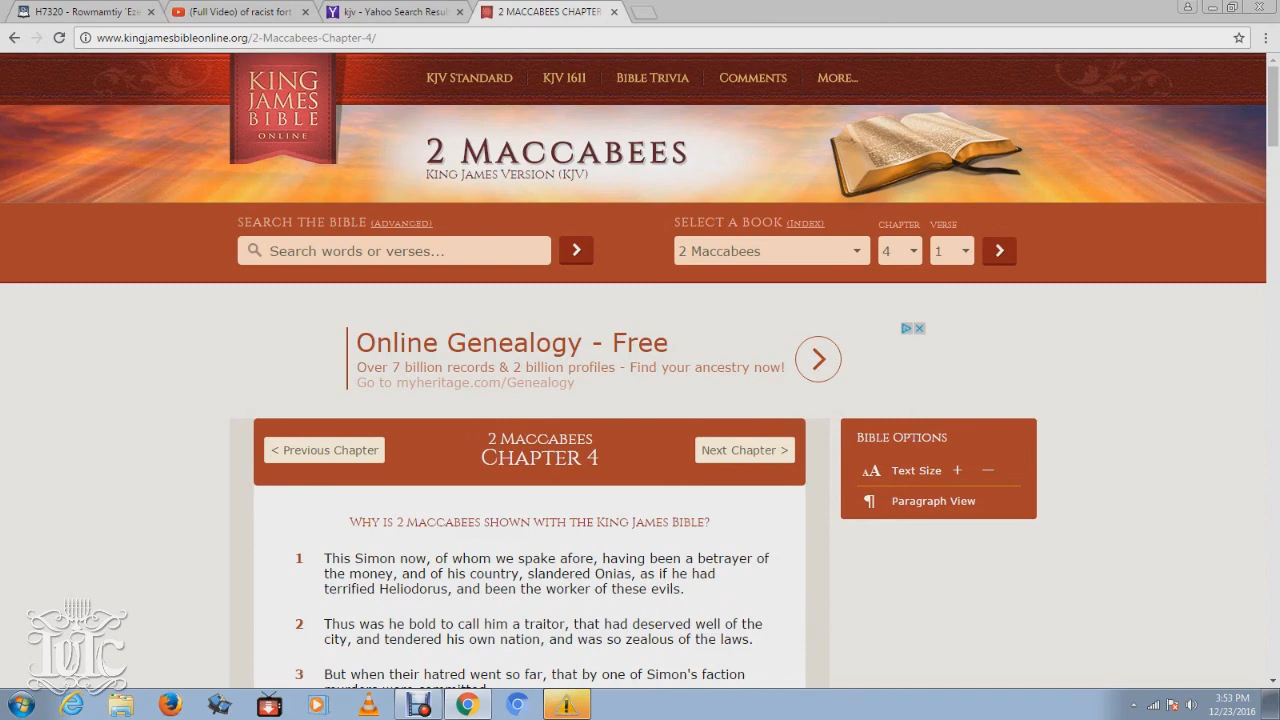 H7320 - Rowmamtiy 'Eze
(Full Video) of racist fort
kjv - Yahoo Search Resul
2 MACCABEES CHAPTER
www.kingjamesbibleonline.org/2-Maccabees-Chapter-4/
KING
JAMES
BIBLE
ONLINE
KJV STANDARD
KJV 1611
BIBLE TRIVIA
COMMENTS
MORE...
2 MACCABEES
KING JAMES VERSION (KJV)
SEARCH THE BIBLE (ADVANCED)
Search words or verses...
SELECT A BOOK (INDEX)
CHAPTER
VERSE
2 Maccabees
4
1
Online Genealogy - Free
Over 7 billion records & 2 billion profiles - Find your ancestry now!
Go to myheritage.com/Genealogy
< Previous Chapter
2 MACCABEES
CHAPTER 4
Next Chapter >
BIBLE OPTIONS
AA Text Size + −
¶ Paragraph View
WHY IS 2 MACCABEES SHOWN WITH THE KING JAMES BIBLE?
1 This Simon now, of whom we spake afore, having been a betrayer of
the money, and of his country, slandered Onias, as if he had
terrified Heliodorus, and been the worker of these evils.
2 Thus was he bold to call him a traitor, that had deserved well of the
city, and tendered his own nation, and was so zealous of the laws.
3 But when their hatred went so far, that by one of Simon's faction
murders were committed
IUIC
3:53 PM
12/23/2016